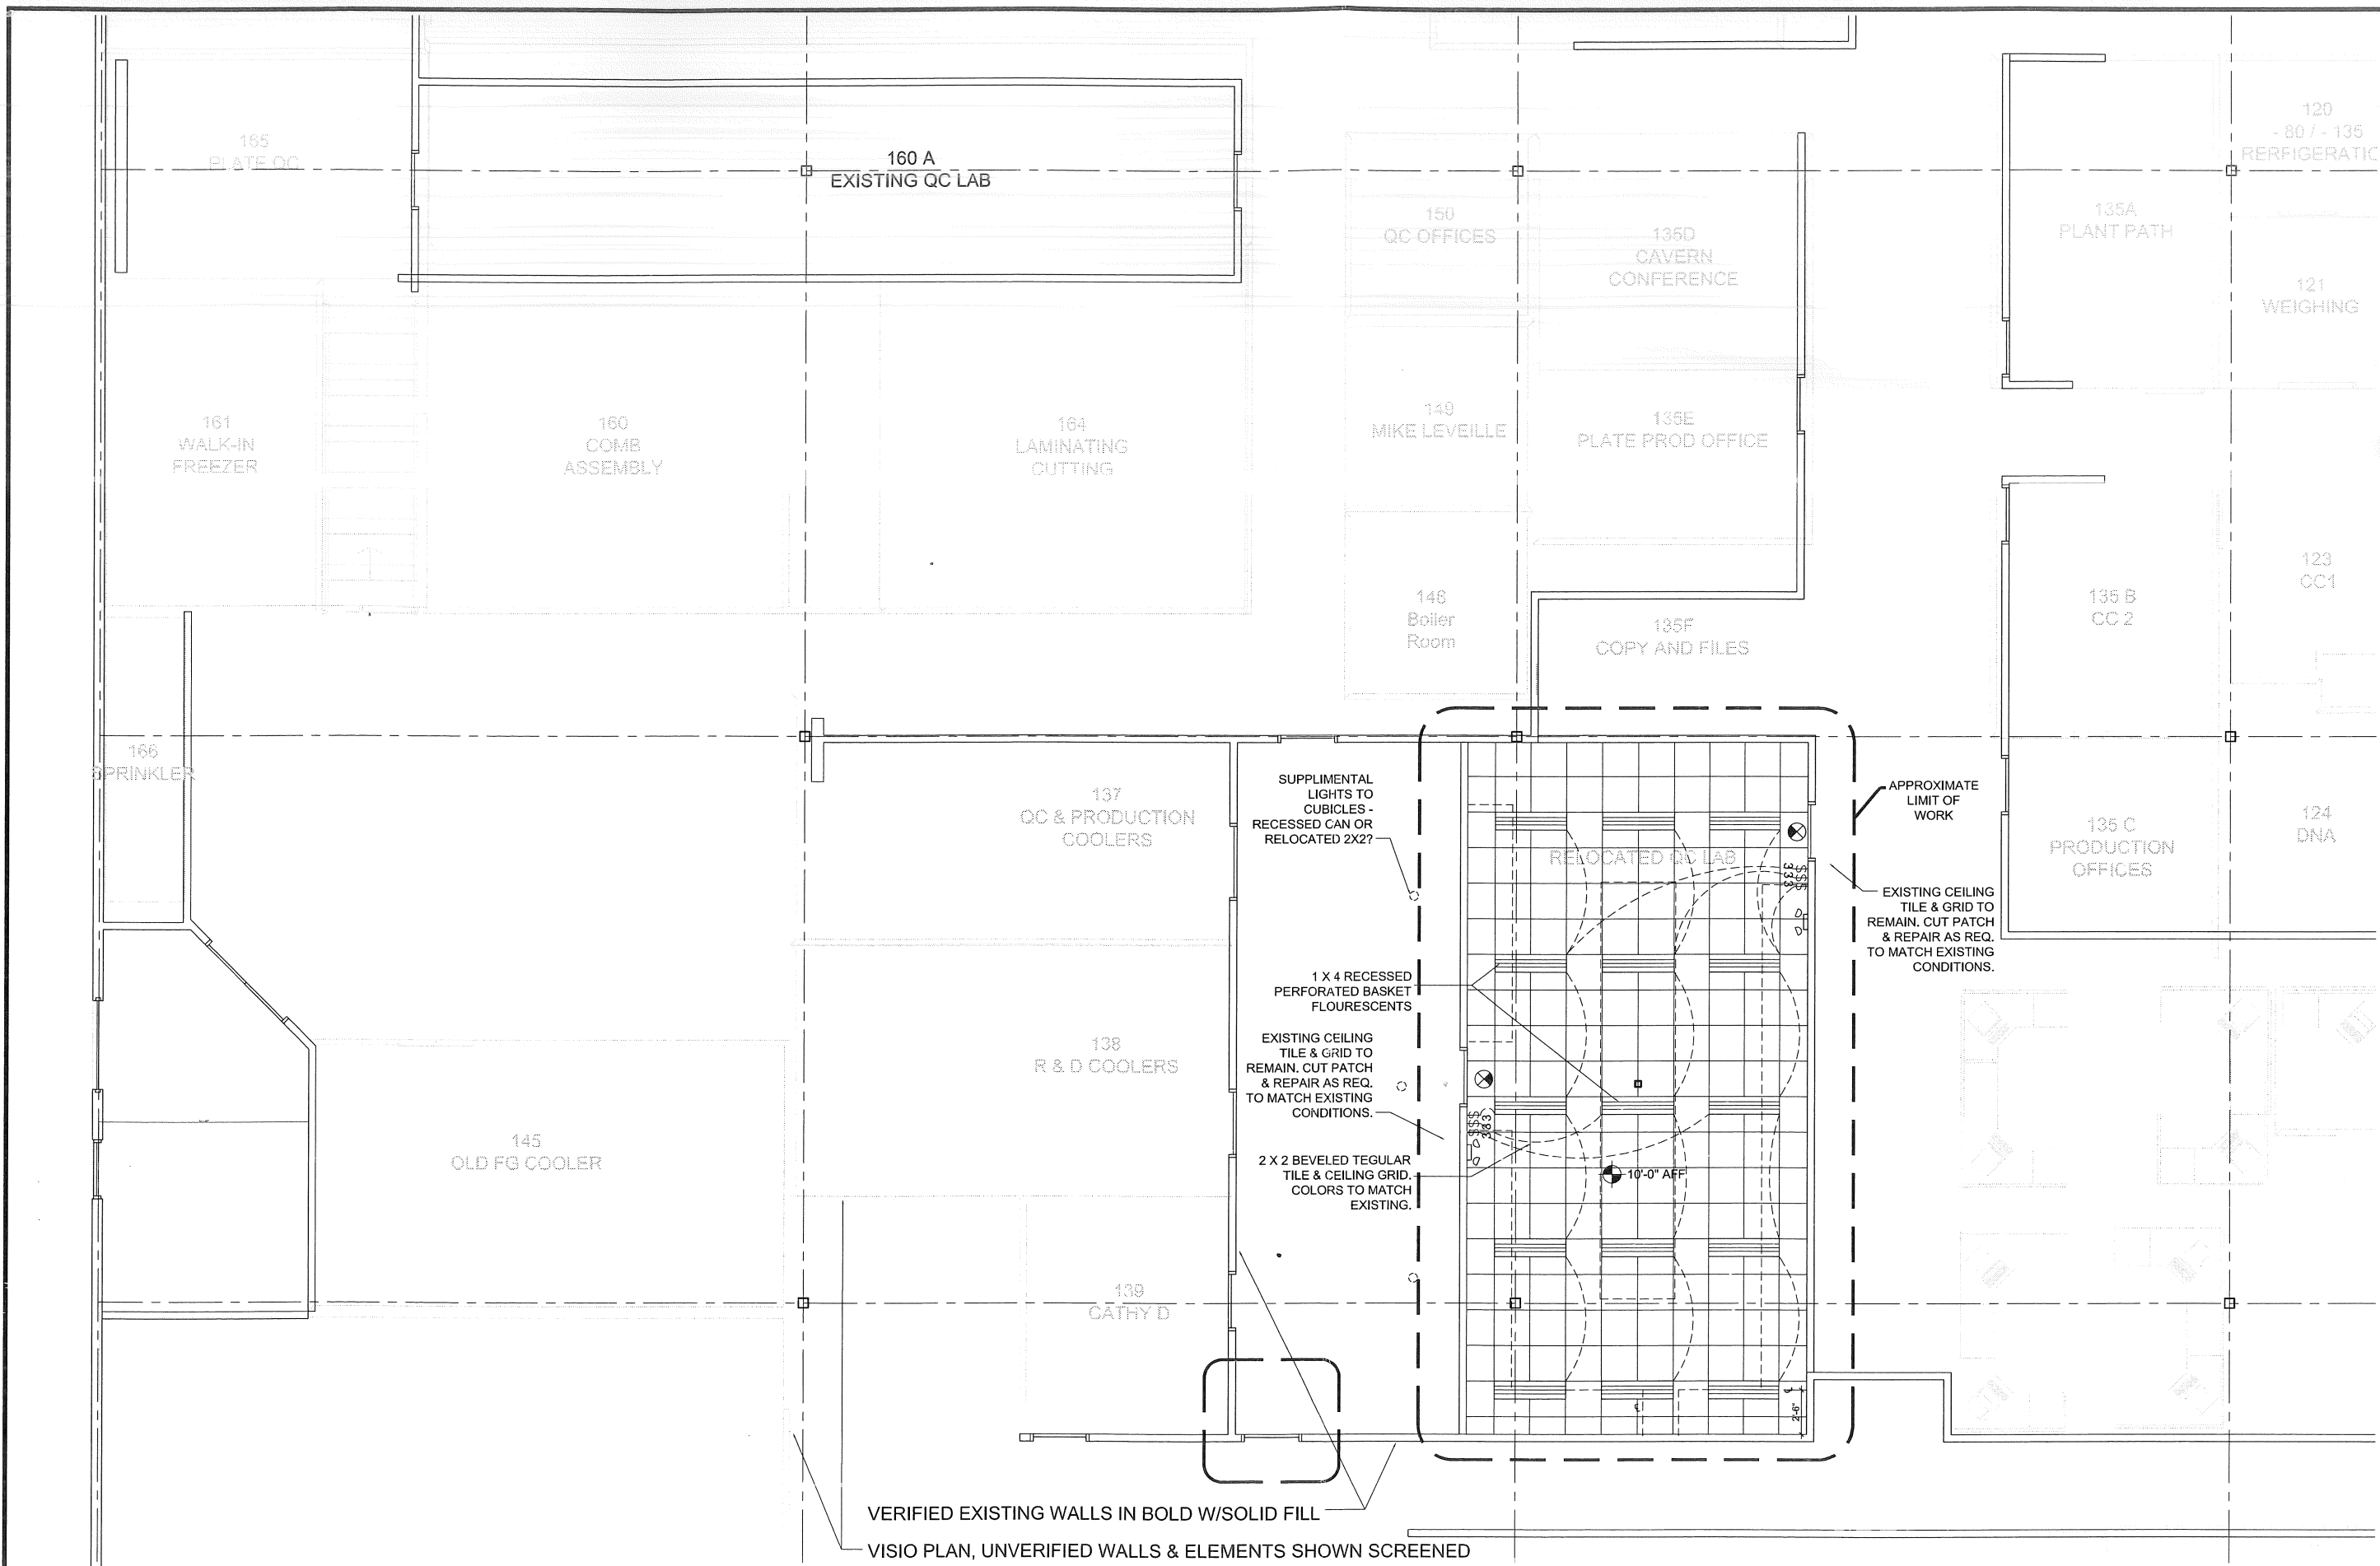 165
PLATE QC
160 A
EXISTING QC LAB
150
QC OFFICES
135D
CAVERN
CONFERENCE
135A
PLANT PATH
120
- 80 / - 135
RERFIGERATIO
121
WEIGHING
161
WALK-IN
FREEZER
160
COMB
ASSEMBLY
164
LAMINATING
CUTTING
149
MIKE LEVEILLE
135E
PLATE PROD OFFICE
148
Boiler
Room
135F
COPY AND FILES
135 B
CC 2
123
CC1
166
SPRINKLER
137
QC & PRODUCTION
COOLERS
SUPPLIMENTAL
LIGHTS TO
CUBICLES -
RECESSED CAN OR
RELOCATED 2X2?
RELOCATED QC LAB
APPROXIMATE
LIMIT OF
WORK
135 C
PRODUCTION
OFFICES
124
DNA
EXISTING CEILING
TILE & GRID TO
REMAIN. CUT PATCH
& REPAIR AS REQ.
TO MATCH EXISTING
CONDITIONS.
$$$
333
1 X 4 RECESSED
PERFORATED BASKET
FLOURESCENTS
138
R & D COOLERS
EXISTING CEILING
TILE & GRID TO
REMAIN. CUT PATCH
& REPAIR AS REQ.
TO MATCH EXISTING
CONDITIONS.
$$$
333
145
OLD FG COOLER
2 X 2 BEVELED TEGULAR
TILE & CEILING GRID.
COLORS TO MATCH
EXISTING.
10'-0" AFF
139
CATHY D
2'-6"
VERIFIED EXISTING WALLS IN BOLD W/SOLID FILL
VISIO PLAN, UNVERIFIED WALLS & ELEMENTS SHOWN SCREENED